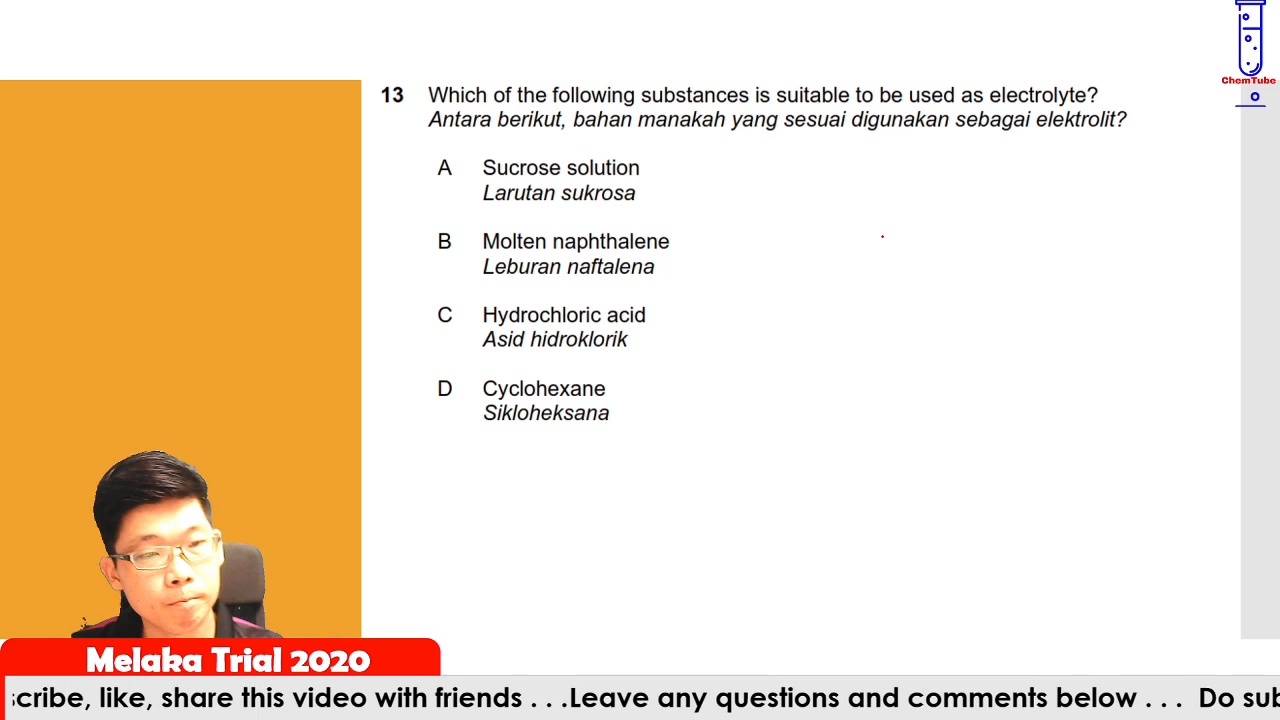 ChemTube
13 Which of the following substances is suitable to be used as electrolyte?
Antara berikut, bahan manakah yang sesuai digunakan sebagai elektrolit?
A Sucrose solution
Larutan sukrosa
B Molten naphthalene
Leburan naftalena
C Hydrochloric acid
Asid hidroklorik
D Cyclohexane
Sikloheksana
Melaka Trial 2020
cribe, like, share this video with friends . . .Leave any questions and comments below . . . Do sub